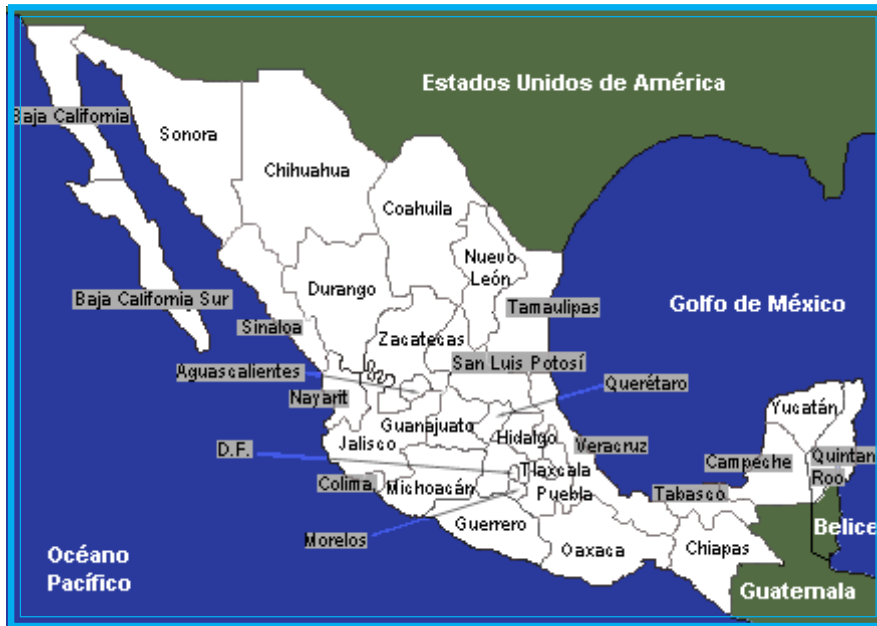 Estados Unidos de América
Baja California
Sonora
Chihuahua
Coahuila
Nuevo
León
Durango
Baja California Sur
Tamaulipas
Golfo de México
Sinaloa
Zacatecas
San Luis Potosí
Aguascalientes
Querétaro
Nayarit
Yucatán
Guanajuato
Hidalgo
Jalisco
Veracruz
D.F.
Campeche
Quintan
Roo
Tlaxcala
Colima
Michoacán
Puebla
Tabasco
Guerrero
Belice
Morelos
Oaxaca
Chiapas
Océano
Pacífico
Guatemala